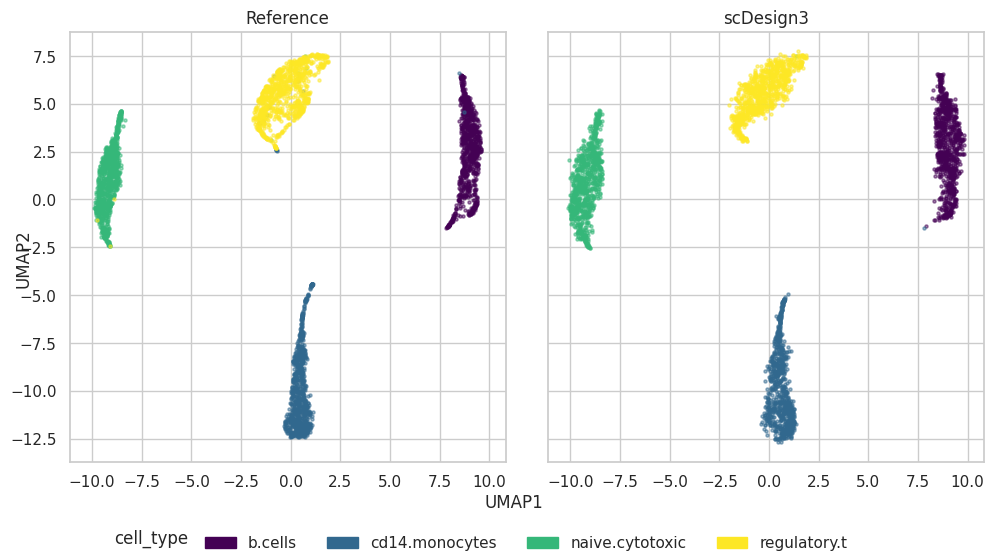 Reference
scDesign3
7.5
5.0
2.5
0.0
−2.5
−5.0
−7.5
−10.0
−12.5
UMAP2
−10.0 −7.5 −5.0 −2.5 0.0 2.5 5.0 7.5 10.0
−10.0 −7.5 −5.0 −2.5 0.0 2.5 5.0 7.5 10.0
UMAP1
cell_type b.cells cd14.monocytes naive.cytotoxic regulatory.t